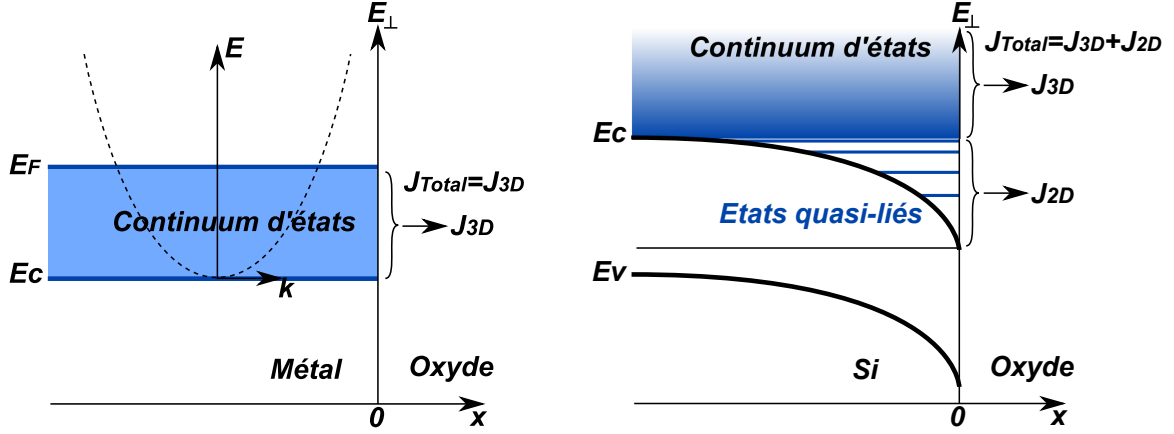 E⊥
E
EF
JTotal=J3D
Continuum d'états
J3D
Ec
k
Métal
Oxyde
0
x
E⊥
Continuum d'états
JTotal=J3D+J2D
J3D
Ec
Etats quasi-liés
J2D
Ev
Si
Oxyde
0
x